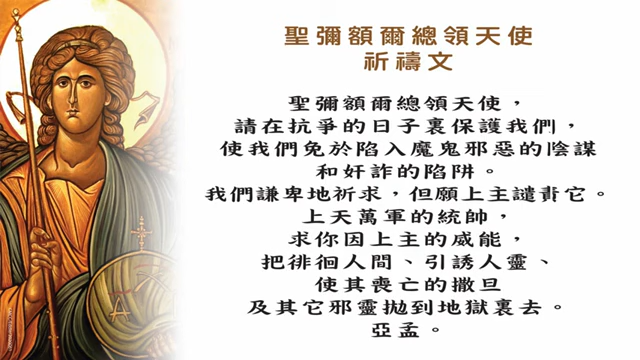 聖彌額爾總領天使
祈禱文
聖彌額爾總領天使，
請在抗爭的日子裏保護我們，
使我們免於陷入魔鬼邪惡的陰謀
和奸詐的陷阱。
我們謙卑地祈求，但願上主譴責它。
上天萬軍的統帥，
求你因上主的威能，
把徘徊人間、引誘人靈、
使其喪亡的撒旦
及其它邪靈拋到地獄裏去。
亞孟。